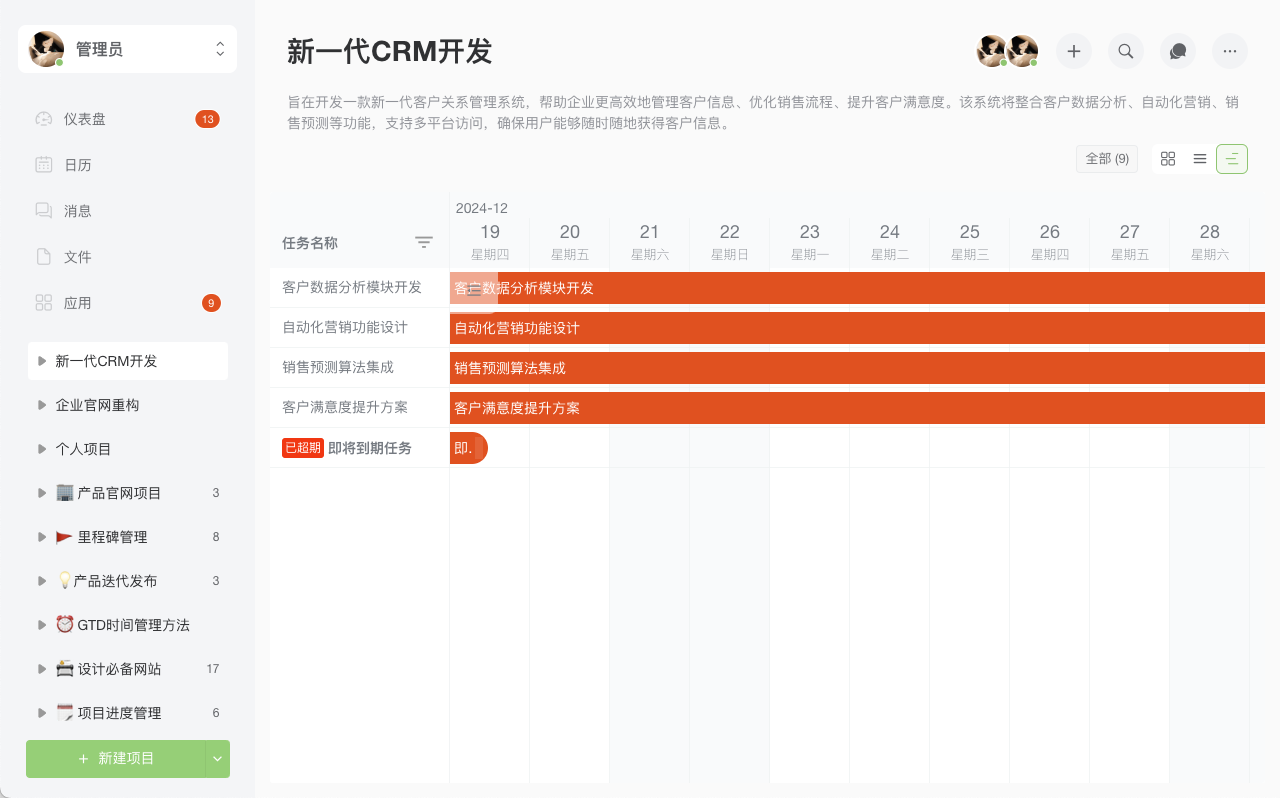 管理员
仪表盘 13
日历
消息
文件
应用 9
新一代CRM开发
企业官网重构
个人项目
产品官网项目 3
里程碑管理 8
产品迭代发布 3
GTD时间管理方法
设计必备网站 17
项目进度管理 6
新建项目
新一代CRM开发
旨在开发一款新一代客户关系管理系统，帮助企业更高效地管理客户信息、优化销售流程、提升客户满意度。该系统将整合客户数据分析、自动化营销、销
售预测等功能，支持多平台访问，确保用户能够随时随地获得客户信息。
全部 (9)
2024-12
任务名称
19 20 21 22 23 24 25 26 27 28
星期四 星期五 星期六 星期日 星期一 星期二 星期三 星期四 星期五 星期六
客户数据分析模块开发 客户数据分析模块开发
自动化营销功能设计 自动化营销功能设计
销售预测算法集成 销售预测算法集成
客户满意度提升方案 客户满意度提升方案
已超期 即将到期任务 即.